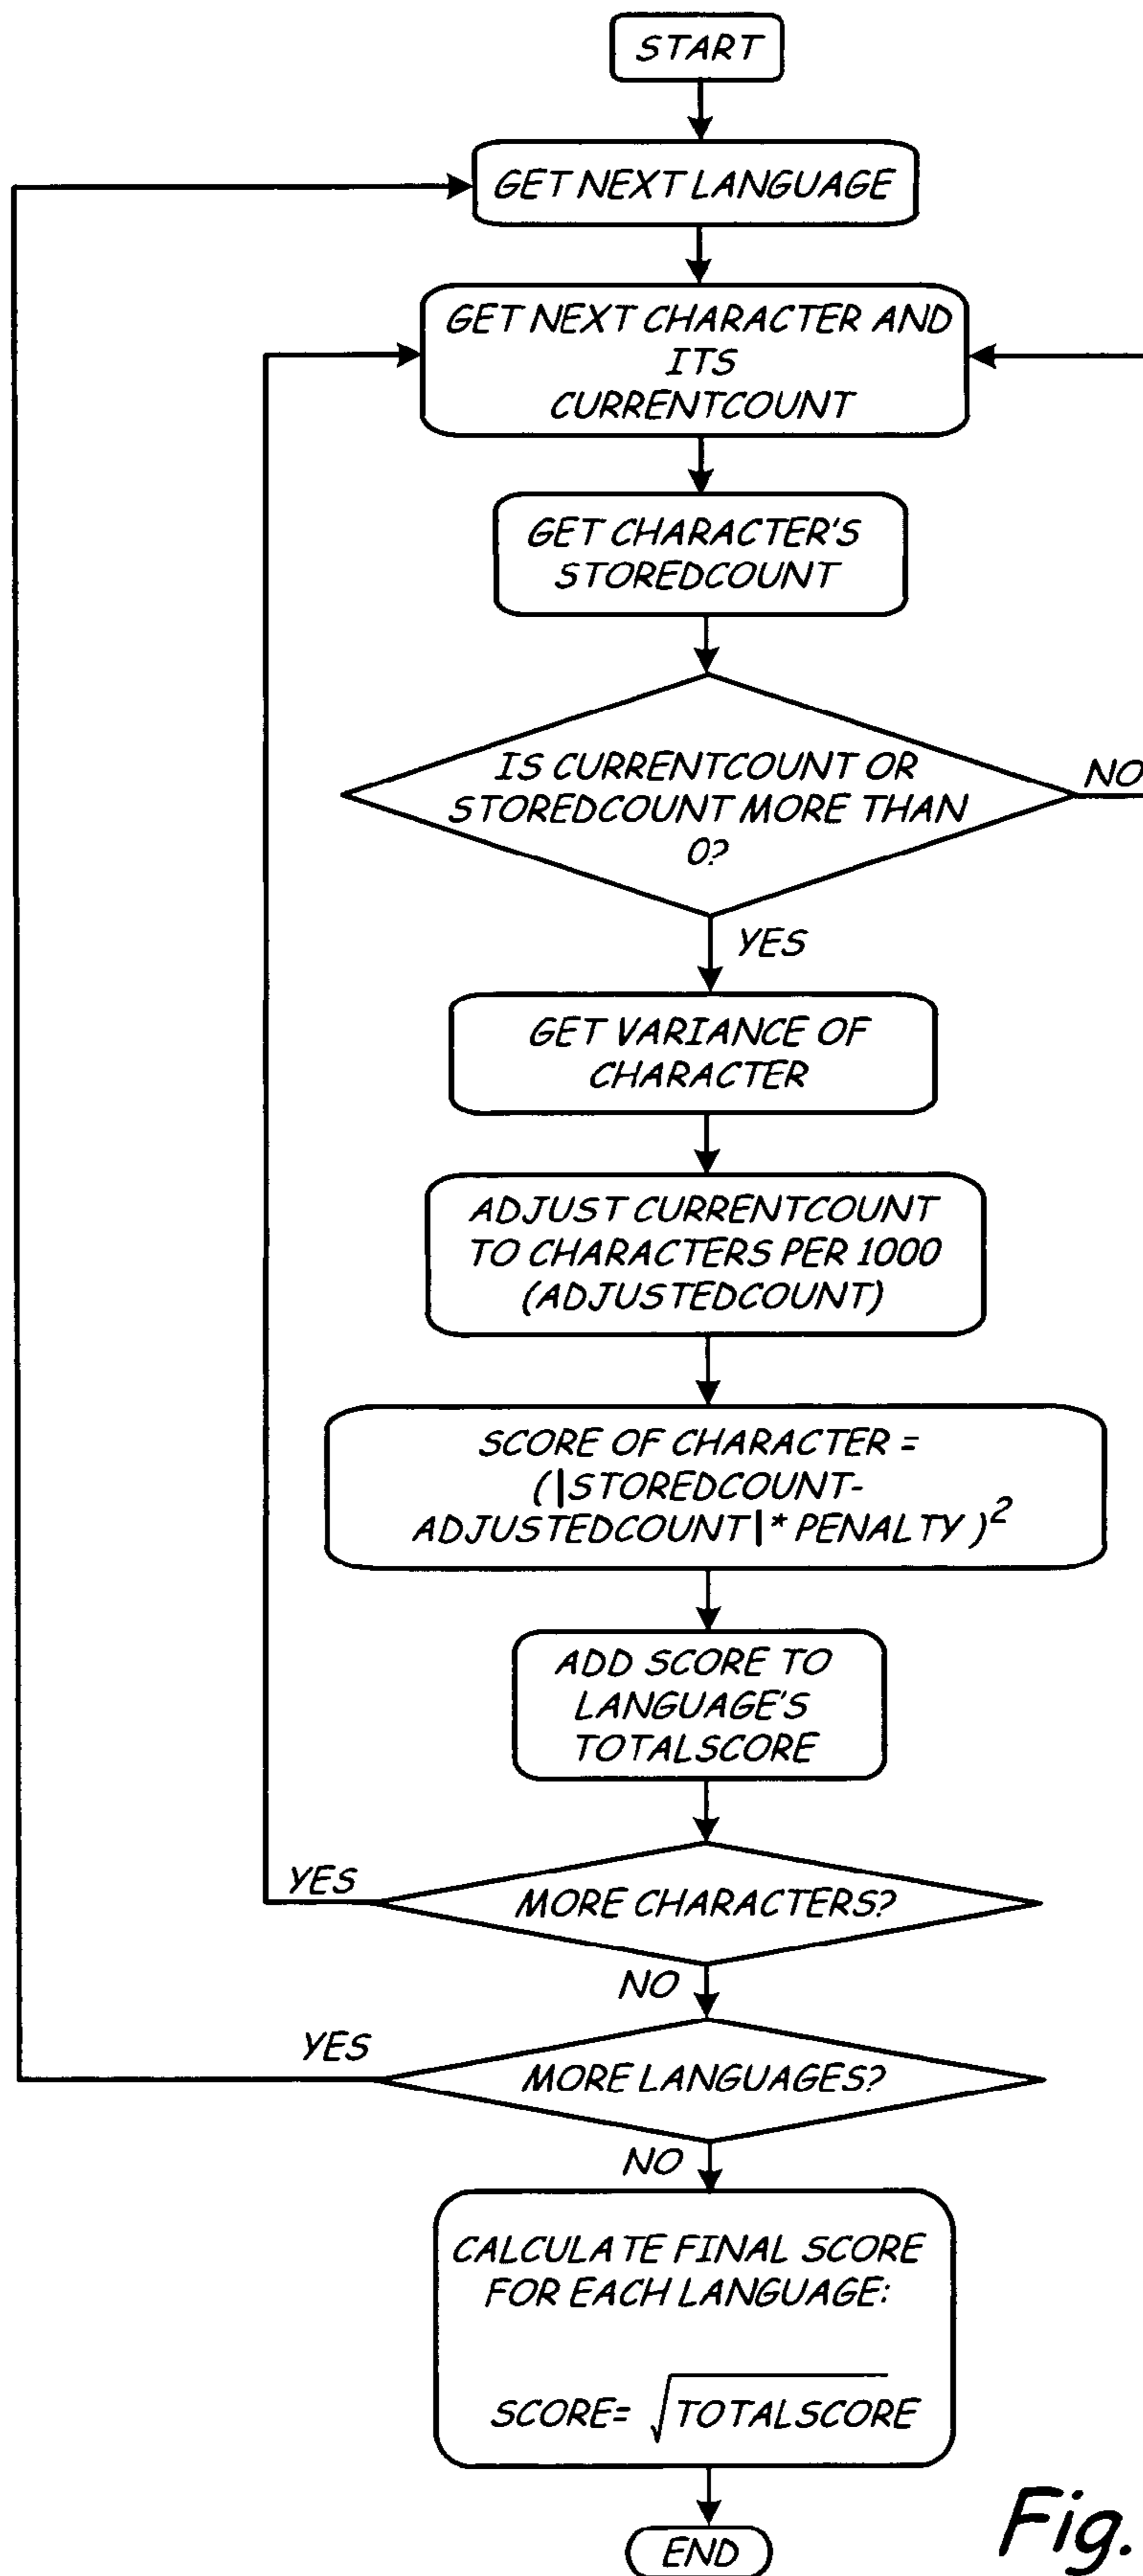 START
GET NEXT LANGUAGE
GET NEXT CHARACTER AND
ITS
CURRENTCOUNT
GET CHARACTER'S
STOREDCOUNT
IS CURRENTCOUNT OR
STOREDCOUNT MORE THAN
0?
NO
YES
GET VARIANCE OF
CHARACTER
ADJUST CURRENTCOUNT
TO CHARACTERS PER 1000
(ADJUSTEDCOUNT)
SCORE OF CHARACTER =
(|STOREDCOUNT-
ADJUSTEDCOUNT|* PENALTY )²
ADD SCORE TO
LANGUAGE'S
TOTALSCORE
YES
MORE CHARACTERS?
NO
YES
MORE LANGUAGES?
NO
CALCULATE FINAL SCORE
FOR EACH LANGUAGE:
SCORE= √TOTALSCORE
END
Fig.